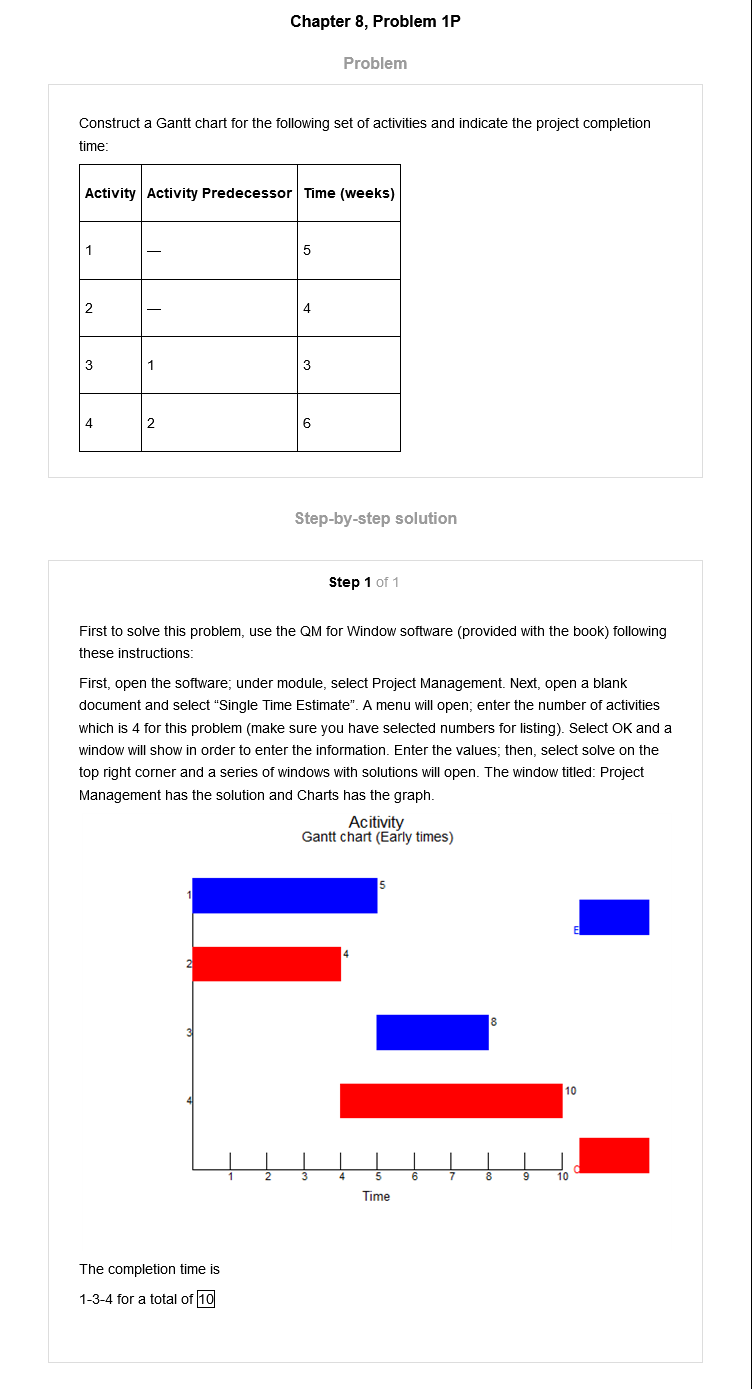 Chapter 8, Problem 1P
Problem
Construct a Gantt chart for the following set of activities and indicate the project completion
time:
Activity Activity Predecessor Time (weeks)
1 — 5
2 — 4
3 1 3
4 2 6
Step-by-step solution
Step 1 of 1
First to solve this problem, use the QM for Window software (provided with the book) following
these instructions:
First, open the software; under module, select Project Management. Next, open a blank
document and select “Single Time Estimate”. A menu will open; enter the number of activities
which is 4 for this problem (make sure you have selected numbers for listing). Select OK and a
window will show in order to enter the information. Enter the values; then, select solve on the
top right corner and a series of windows with solutions will open. The window titled: Project
Management has the solution and Charts has the graph.
Acitivity
Gantt chart (Early times)
1 5
E
2 4
3 8
4 10
1 2 3 4 5 6 7 8 9 10
Time
The completion time is
1-3-4 for a total of 10